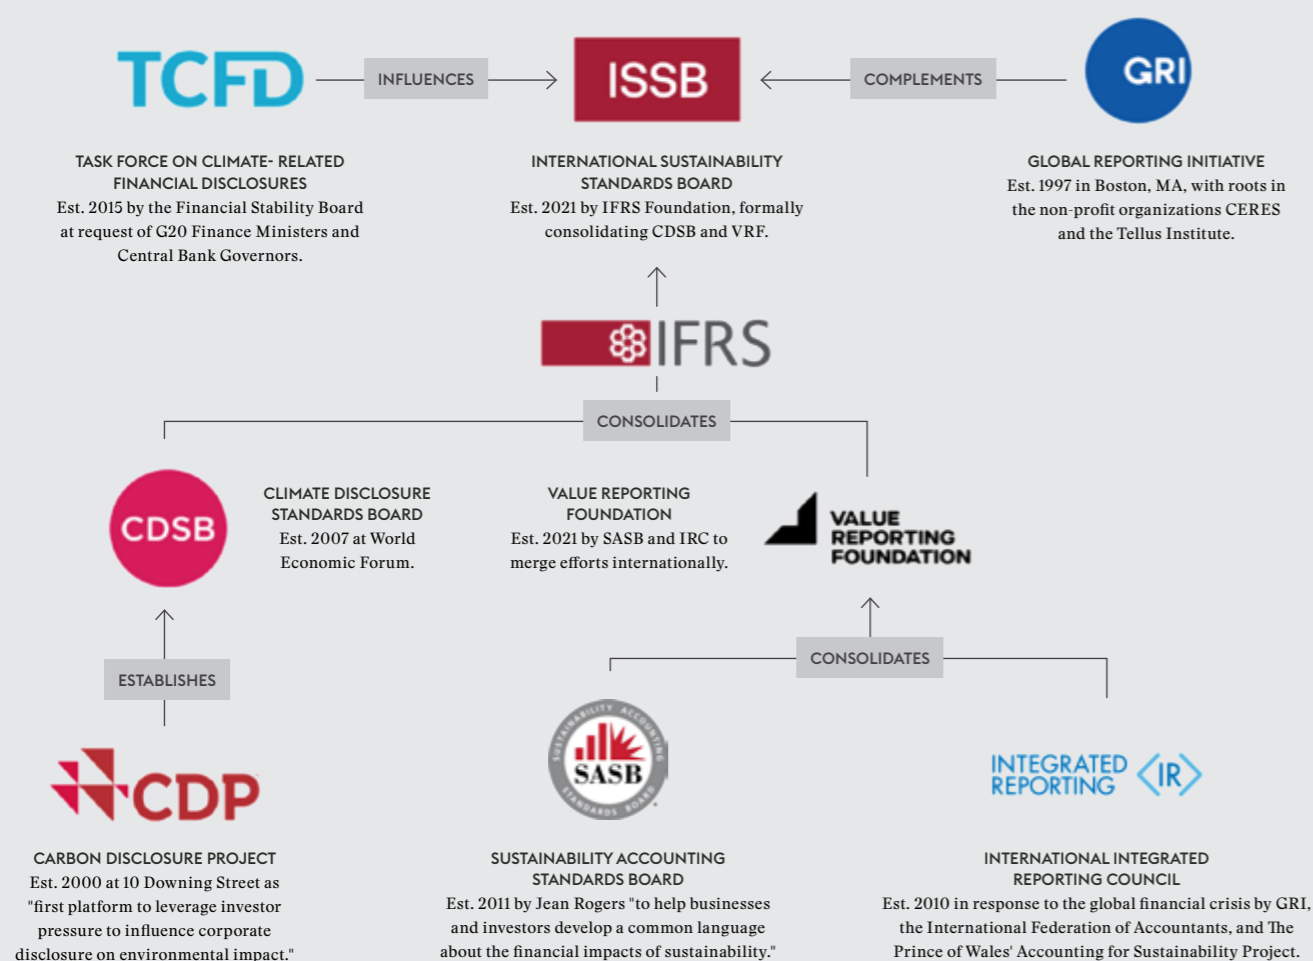 TCFD
INFLUENCES
ISSB
COMPLEMENTS
GRI
TASK FORCE ON CLIMATE- RELATED
FINANCIAL DISCLOSURES
Est. 2015 by the Financial Stability Board
at request of G20 Finance Ministers and
Central Bank Governors.
INTERNATIONAL SUSTAINABILITY
STANDARDS BOARD
Est. 2021 by IFRS Foundation, formally
consolidating CDSB and VRF.
GLOBAL REPORTING INITIATIVE
Est. 1997 in Boston, MA, with roots in
the non-profit organizations CERES
and the Tellus Institute.
IFRS
CONSOLIDATES
CDSB
CLIMATE DISCLOSURE
STANDARDS BOARD
Est. 2007 at World
Economic Forum.
VALUE REPORTING
FOUNDATION
Est. 2021 by SASB and IRC to
merge efforts internationally.
VALUE
REPORTING
FOUNDATION
ESTABLISHES
CONSOLIDATES
CDP
SUSTAINABILITY ACCOUNTING
SASB
STANDARDS BOARD
INTEGRATED
REPORTING
IR
CARBON DISCLOSURE PROJECT
Est. 2000 at 10 Downing Street as
"first platform to leverage investor
pressure to influence corporate
disclosure on environmental impact."
SUSTAINABILITY ACCOUNTING
STANDARDS BOARD
Est. 2011 by Jean Rogers "to help businesses
and investors develop a common language
about the financial impacts of sustainability."
INTERNATIONAL INTEGRATED
REPORTING COUNCIL
Est. 2010 in response to the global financial crisis by GRI,
the International Federation of Accountants, and The
Prince of Wales' Accounting for Sustainability Project.